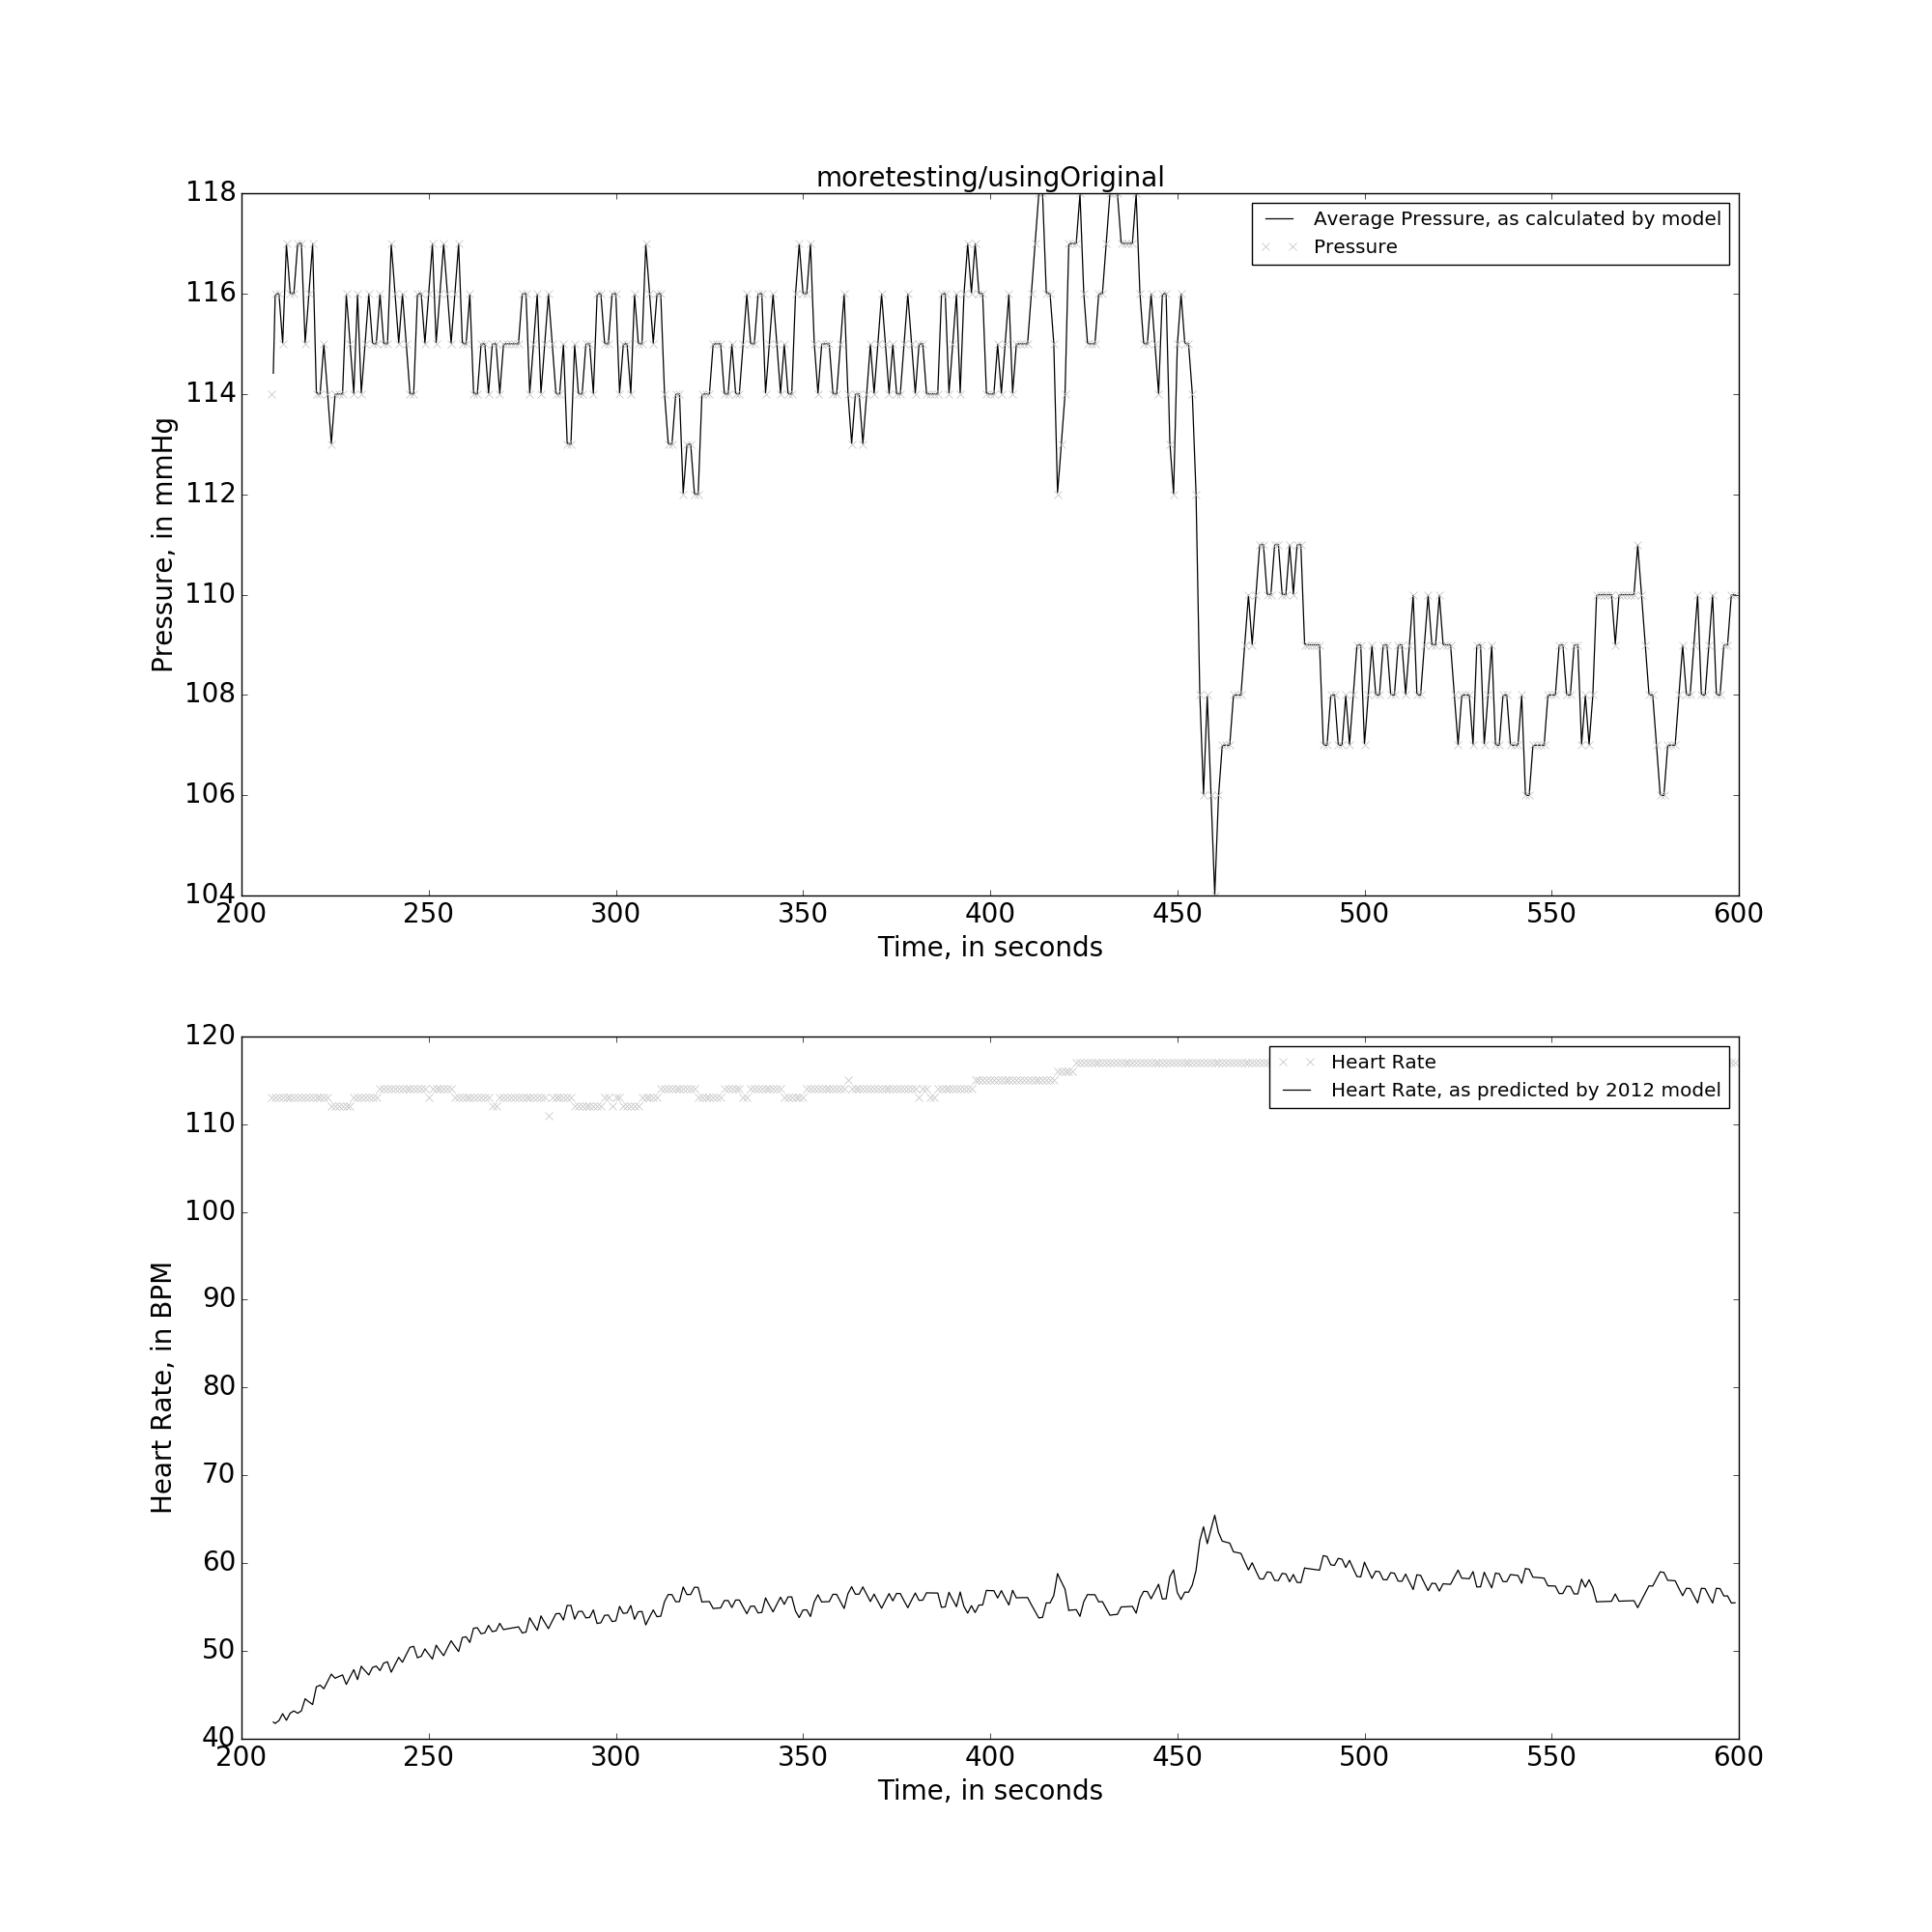 moretesting/usingOriginal
118
116
114
112
110
108
106
104
Pressure, in mmHg
Average Pressure, as calculated by model
Pressure
200 250 300 350 400 450 500 550 600
Time, in seconds
120
110
100
90
80
70
60
50
40
Heart Rate, in BPM
Heart Rate
Heart Rate, as predicted by 2012 model
200 250 300 350 400 450 500 550 600
Time, in seconds